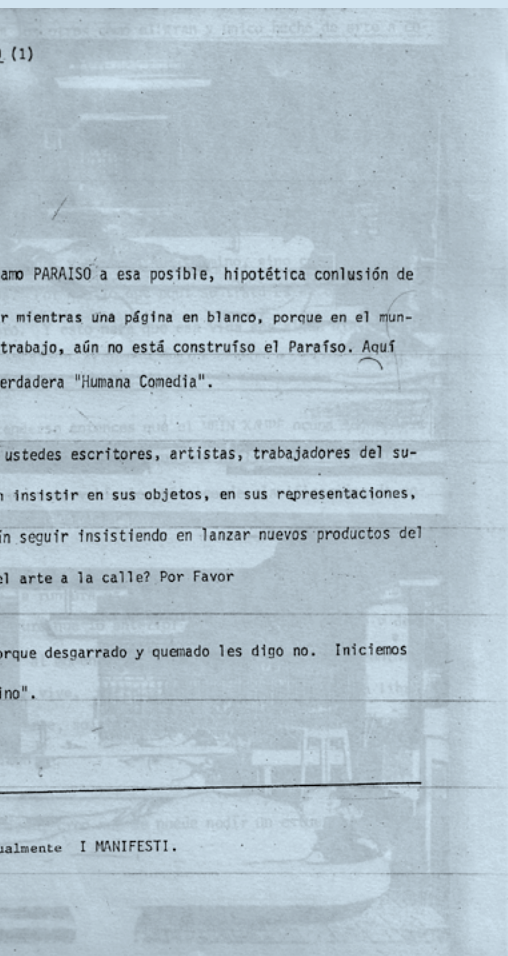 (1)
amo PARAISO a esa posible, hipotética conlusión de
r mientras una página en blanco, porque en el mun-
trabajo, aún no está construíso el Paraíso. Aquí
erdadera "Humana Comedia".
ustedes escritores, artistas, trabajadores del su-
n insistir en sus objetos, en sus representaciones,
ín seguir insistiendo en lanzar nuevos productos del
el arte a la calle? Por Favor
orque desgarrado y quemado les digo no. Iniciemos
ino".
ualmente I MANIFESTI.